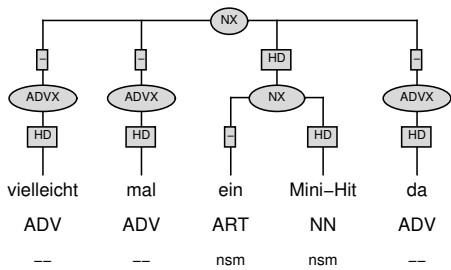 NX
– – HD –
ADVX ADVX NX ADVX
HD HD – HD HD
vielleicht mal ein Mini−Hit da
ADV ADV ART NN ADV
−− −− nsm nsm −−